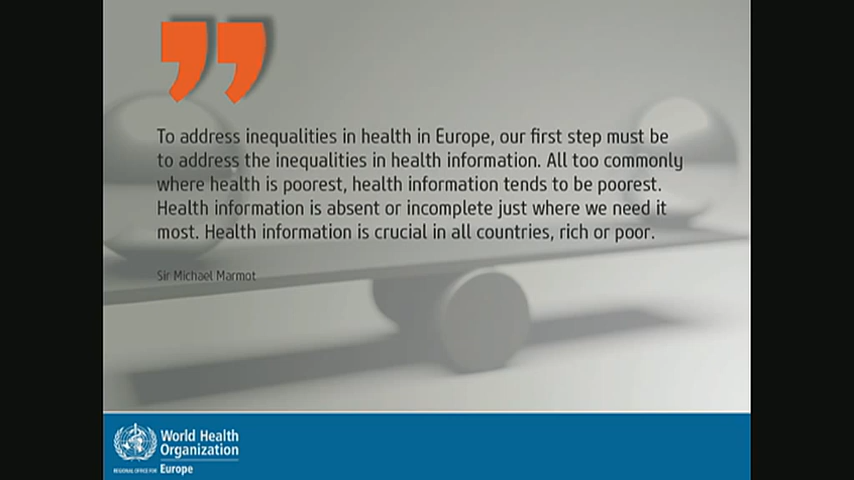 ”
To address inequalities in health in Europe, our first step must be
to address the inequalities in health information. All too commonly
where health is poorest, health information tends to be poorest.
Health information is absent or incomplete just where we need it
most. Health information is crucial in all countries, rich or poor.
Sir Michael Marmot
World Health
Organization
REGIONAL OFFICE FOR Europe